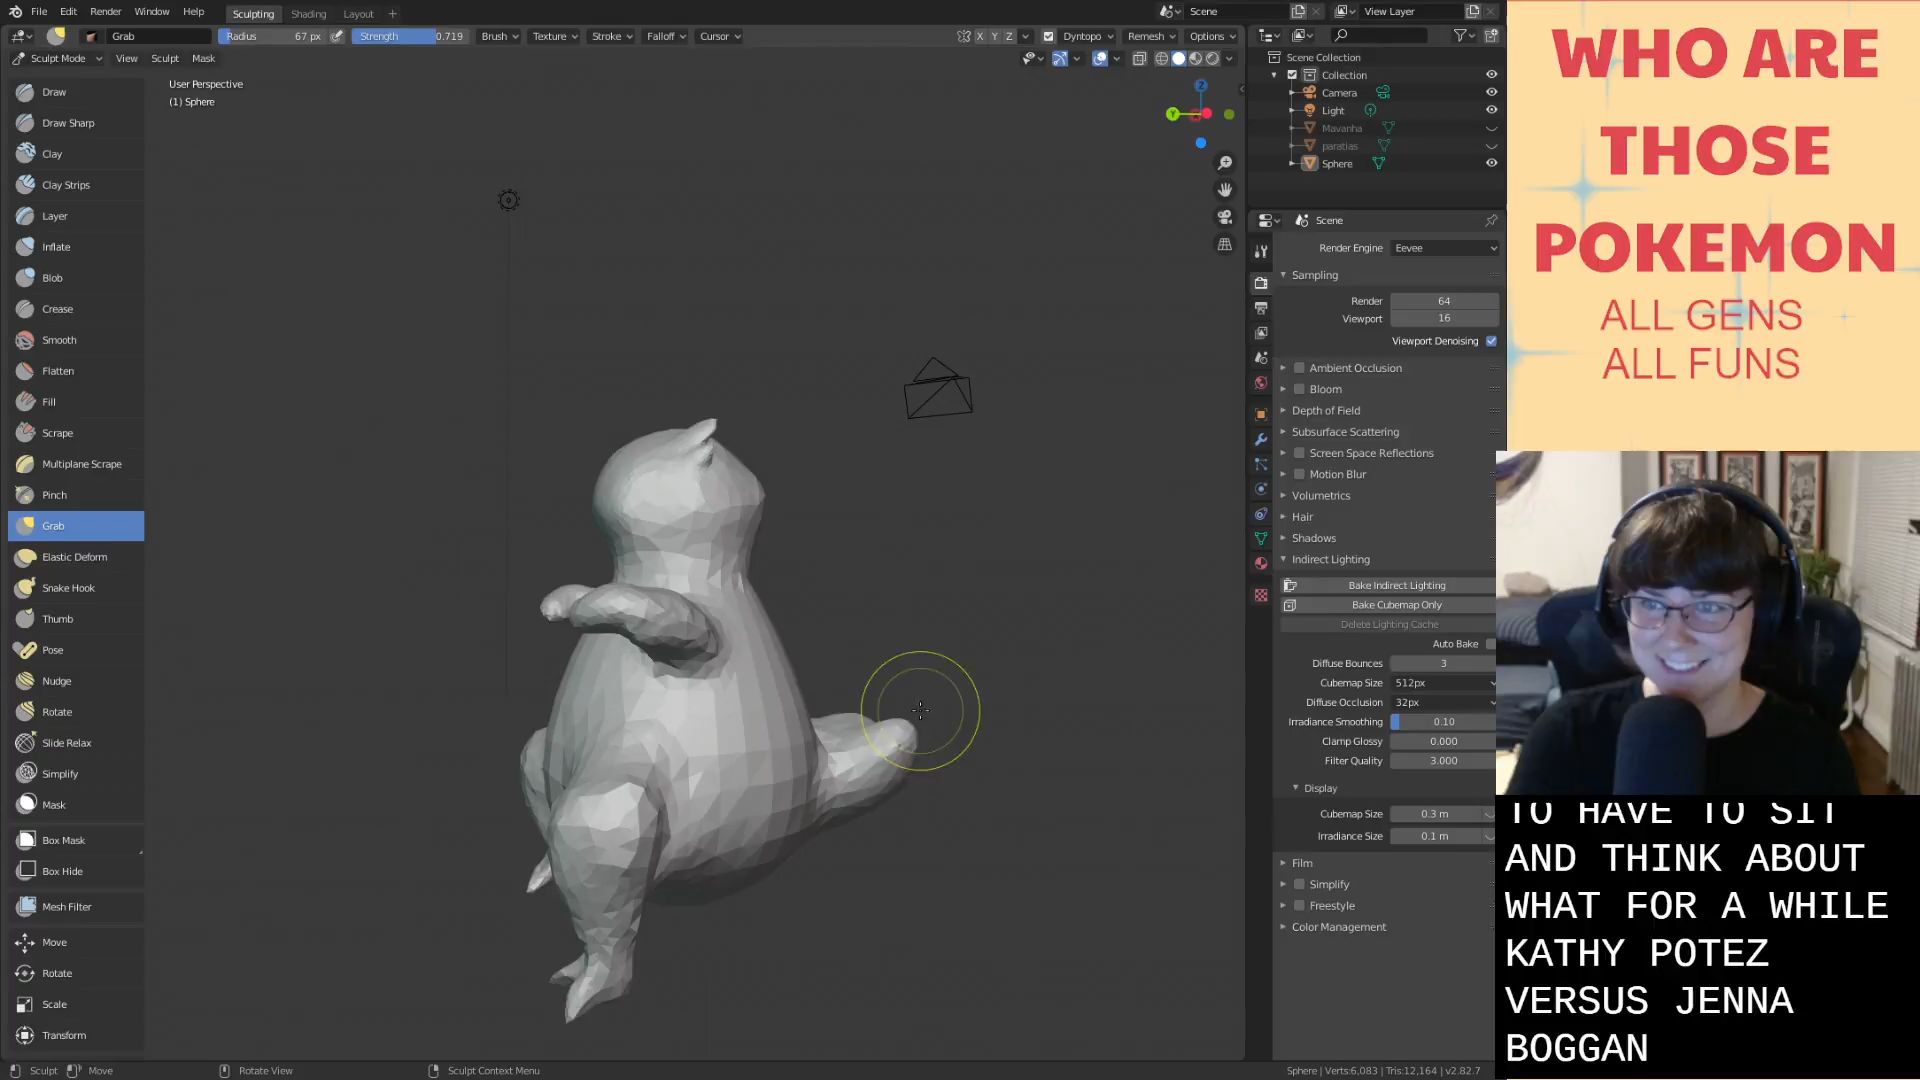 File Edit Render Window Help Sculpting Shading Layout + Scene View Layer
Grab Radius 67 px Strength 0.719 Brush Texture Stroke Falloff Cursor X Y Z Dyntopo Remesh Options
Sculpt Mode View Sculpt Mask
User Perspective
(1) Sphere
Draw
Draw Sharp
Clay
Clay Strips
Layer
Inflate
Blob
Crease
Smooth
Flatten
Fill
Scrape
Multiplane Scrape
Pinch
Grab
Elastic Deform
Snake Hook
Thumb
Pose
Nudge
Rotate
Slide Relax
Simplify
Mask
Box Mask
Box Hide
Mesh Filter
Move
Rotate
Scale
Transform
Z
Y
Scene Collection
Collection
Camera
Light
Mavanha
paratias
Sphere
Scene
Render Engine Eevee
Sampling
Render 64
Viewport 16
Viewport Denoising
Ambient Occlusion
Bloom
Depth of Field
Subsurface Scattering
Screen Space Reflections
Motion Blur
Volumetrics
Hair
Shadows
Indirect Lighting
Bake Indirect Lighting
Bake Cubemap Only
Delete Lighting Cache
Auto Bake
Diffuse Bounces 3
Cubemap Size 512px
Diffuse Occlusion 32px
Irradiance Smoothing 0.10
Clamp Glossy 0.000
Filter Quality 3.000
Display
Cubemap Size 0.3 m
Irradiance Size 0.1 m
Film
Simplify
Freestyle
Color Management
WHO ARE
THOSE
POKEMON
ALL GENS
ALL FUNS
TO HAVE TO SIT
AND THINK ABOUT
WHAT FOR A WHILE
KATHY POTEZ
VERSUS JENNA
BOGGAN
Sculpt Move Rotate View Sculpt Context Menu Sphere | Verts:6,083 | Tris:12,164 | v2.82.7